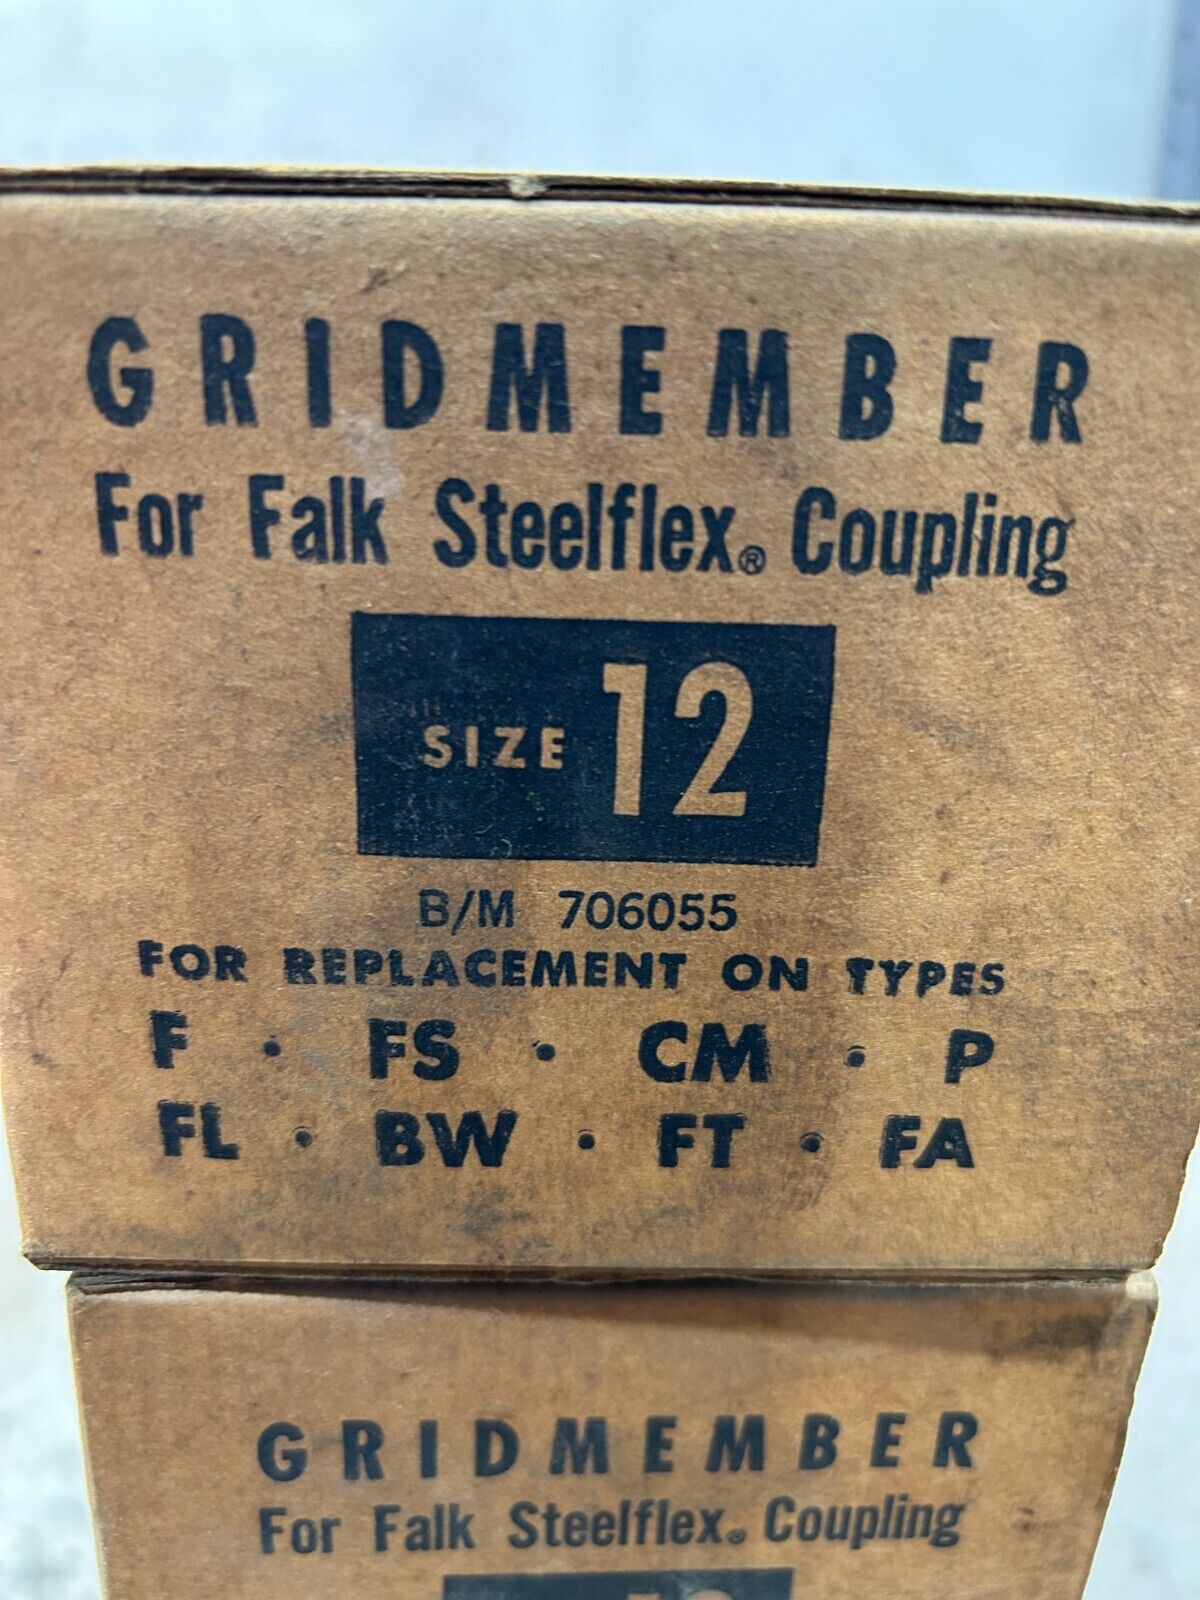 GRIDMEMBER
For Falk Steelflex® Coupling
SIZE 12
B/M 706055
FOR REPLACEMENT ON TYPES
F · FS · CM · P
FL · BW · FT · FA
GRIDMEMBER
For Falk Steelflex® Coupling